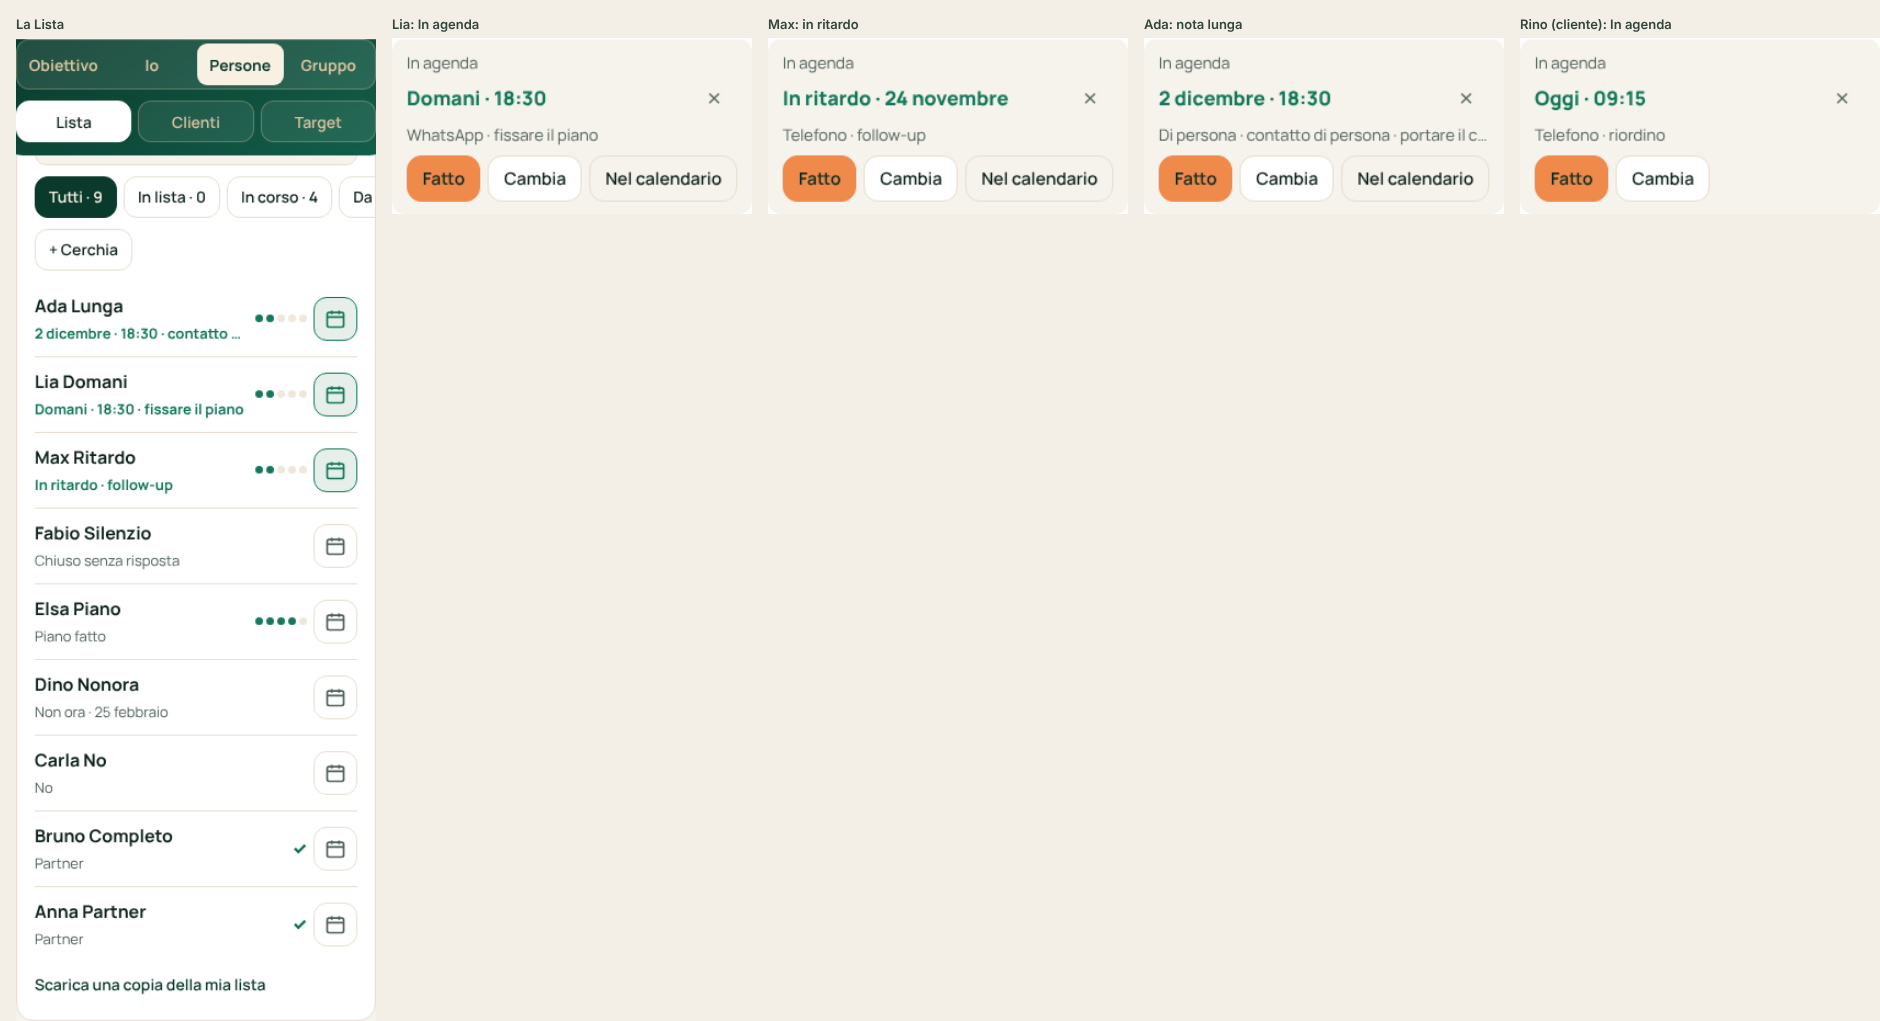 La Lista
Obiettivo Io Persone Gruppo
Lista Clienti Target
Tutti · 9 In lista · 0 In corso · 4 Da
+ Cerchia
Ada Lunga
2 dicembre · 18:30 · contatto ...
Lia Domani
Domani · 18:30 · fissare il piano
Max Ritardo
In ritardo · follow-up
Fabio Silenzio
Chiuso senza risposta
Elsa Piano
Piano fatto
Dino Nonora
Non ora · 25 febbraio
Carla No
No
Bruno Completo
Partner
Anna Partner
Partner
Scarica una copia della mia lista
Lia: In agenda
In agenda
Domani · 18:30
WhatsApp · fissare il piano
Fatto Cambia Nel calendario
Max: in ritardo
In agenda
In ritardo · 24 novembre
Telefono · follow-up
Fatto Cambia Nel calendario
Ada: nota lunga
In agenda
2 dicembre · 18:30
Di persona · contatto di persona · portare il c...
Fatto Cambia Nel calendario
Rino (cliente): In agenda
In agenda
Oggi · 09:15
Telefono · riordino
Fatto Cambia